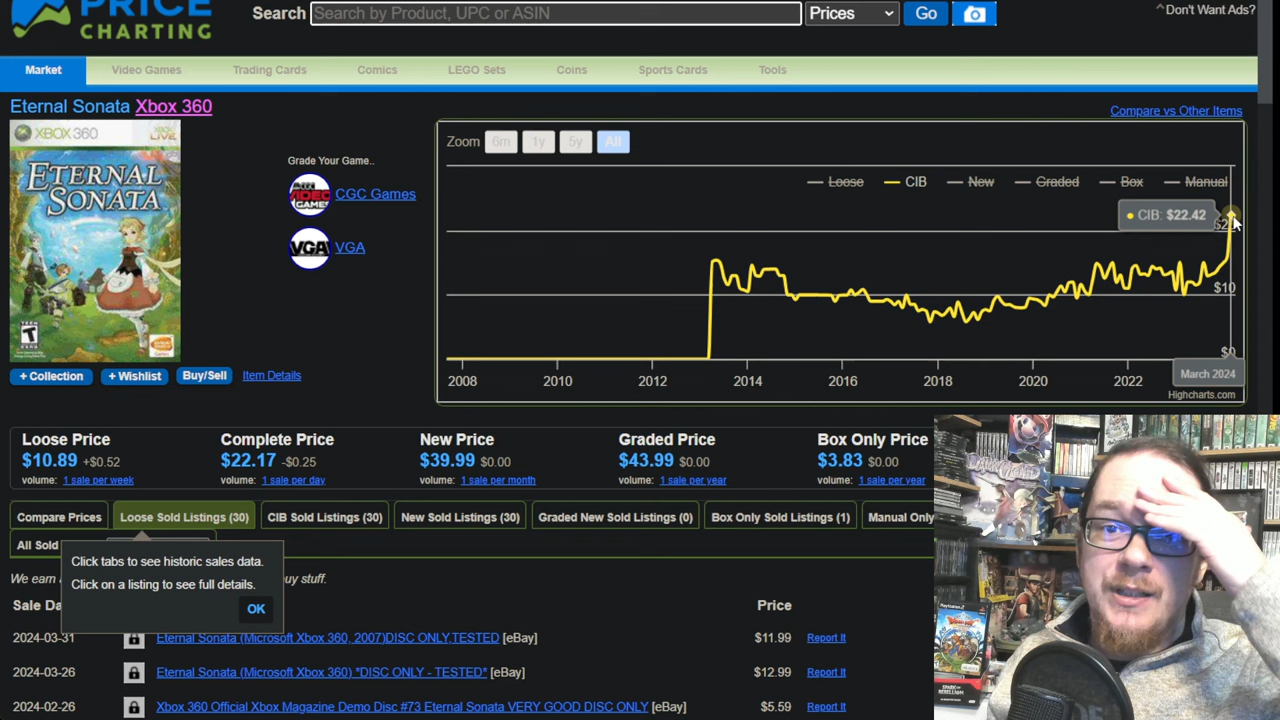 PRICE
CHARTING
Search
Search by Product, UPC or ASIN
Prices
Go
^Don't Want Ads?
Market
Video Games
Trading Cards
Comics
LEGO Sets
Coins
Sports Cards
Tools
Eternal Sonata Xbox 360
Compare vs Other Items
XBOX 360
LIVE
ETERNAL
SONATA
TEEN
T
Grade Your Game..
VIDEO
GAMES
CGC Games
VGA
VGA
Zoom 6m 1y 5y All
Loose CIB New Graded Box Manual
CIB: $22.42
$10
$0
2008 2010 2012 2014 2016 2018 2020 2022
March 2024
Highcharts.com
+ Collection
+ Wishlist
Buy/Sell
Item Details
Loose Price Complete Price New Price Graded Price Box Only Price
$10.89 +$0.52 $22.17 -$0.25 $39.99 $0.00 $43.99 $0.00 $3.83 $0.00
volume: 1 sale per week volume: 1 sale per day volume: 1 sale per month volume: 1 sale per year volume: 1 sale per year
Compare Prices
Loose Sold Listings (30)
CIB Sold Listings (30)
New Sold Listings (30)
Graded New Sold Listings (0)
Box Only Sold Listings (1)
Manual Only
All Sold
Click tabs to see historic sales data.
Click on a listing to see full details.
OK
We earn
buy stuff.
Sale Da
Price
2024-03-31 Eternal Sonata (Microsoft Xbox 360, 2007)DISC ONLY,TESTED [eBay] $11.99 Report It
2024-03-26 Eternal Sonata (Microsoft Xbox 360) *DISC ONLY - TESTED* [eBay] $12.99 Report It
2024-02-26 Xbox 360 Official Xbox Magazine Demo Disc #73 Eternal Sonata VERY GOOD DISC ONLY [eBay] $5.59 Report It
PlayStation 2